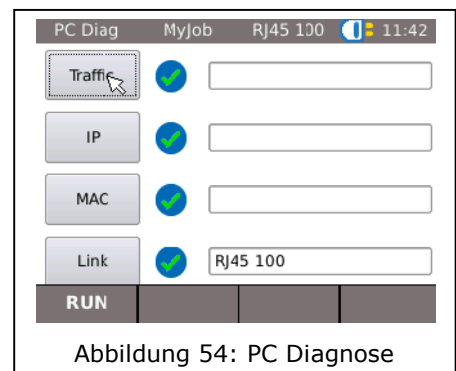 PC Diag MyJob RJ45 100 11:42
Traffic
IP
MAC
Link RJ45 100
RUN
Abbildung 54: PC Diagnose